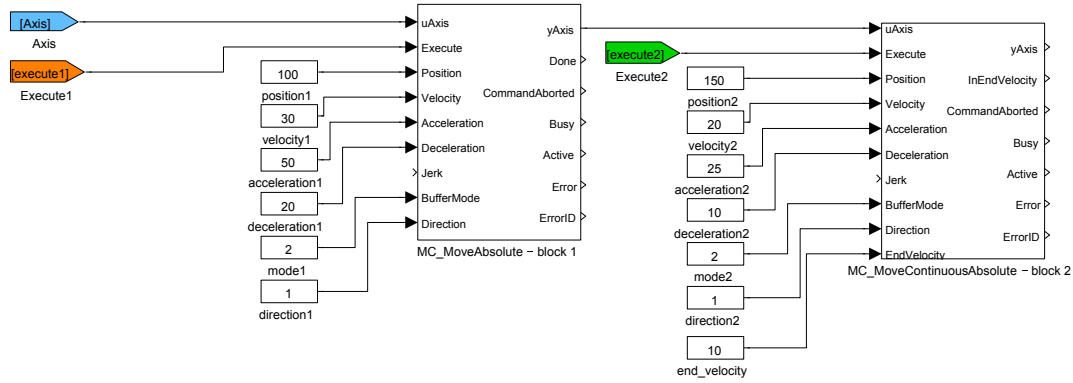 [Axis]
Axis
[execute1]
Execute1
100
position1
30
velocity1
50
acceleration1
20
deceleration1
2
mode1
1
direction1
uAxis
Execute
Position
Velocity
Acceleration
Deceleration
Jerk
BufferMode
Direction
yAxis
Done
CommandAborted
Busy
Active
Error
ErrorID
MC_MoveAbsolute − block 1
[execute2]
Execute2
150
position2
20
velocity2
25
acceleration2
10
deceleration2
2
mode2
1
direction2
10
end_velocity
uAxis
Execute
Position
Velocity
Acceleration
Deceleration
Jerk
BufferMode
Direction
EndVelocity
yAxis
InEndVelocity
CommandAborted
Busy
Active
Error
ErrorID
MC_MoveContinuousAbsolute − block 2